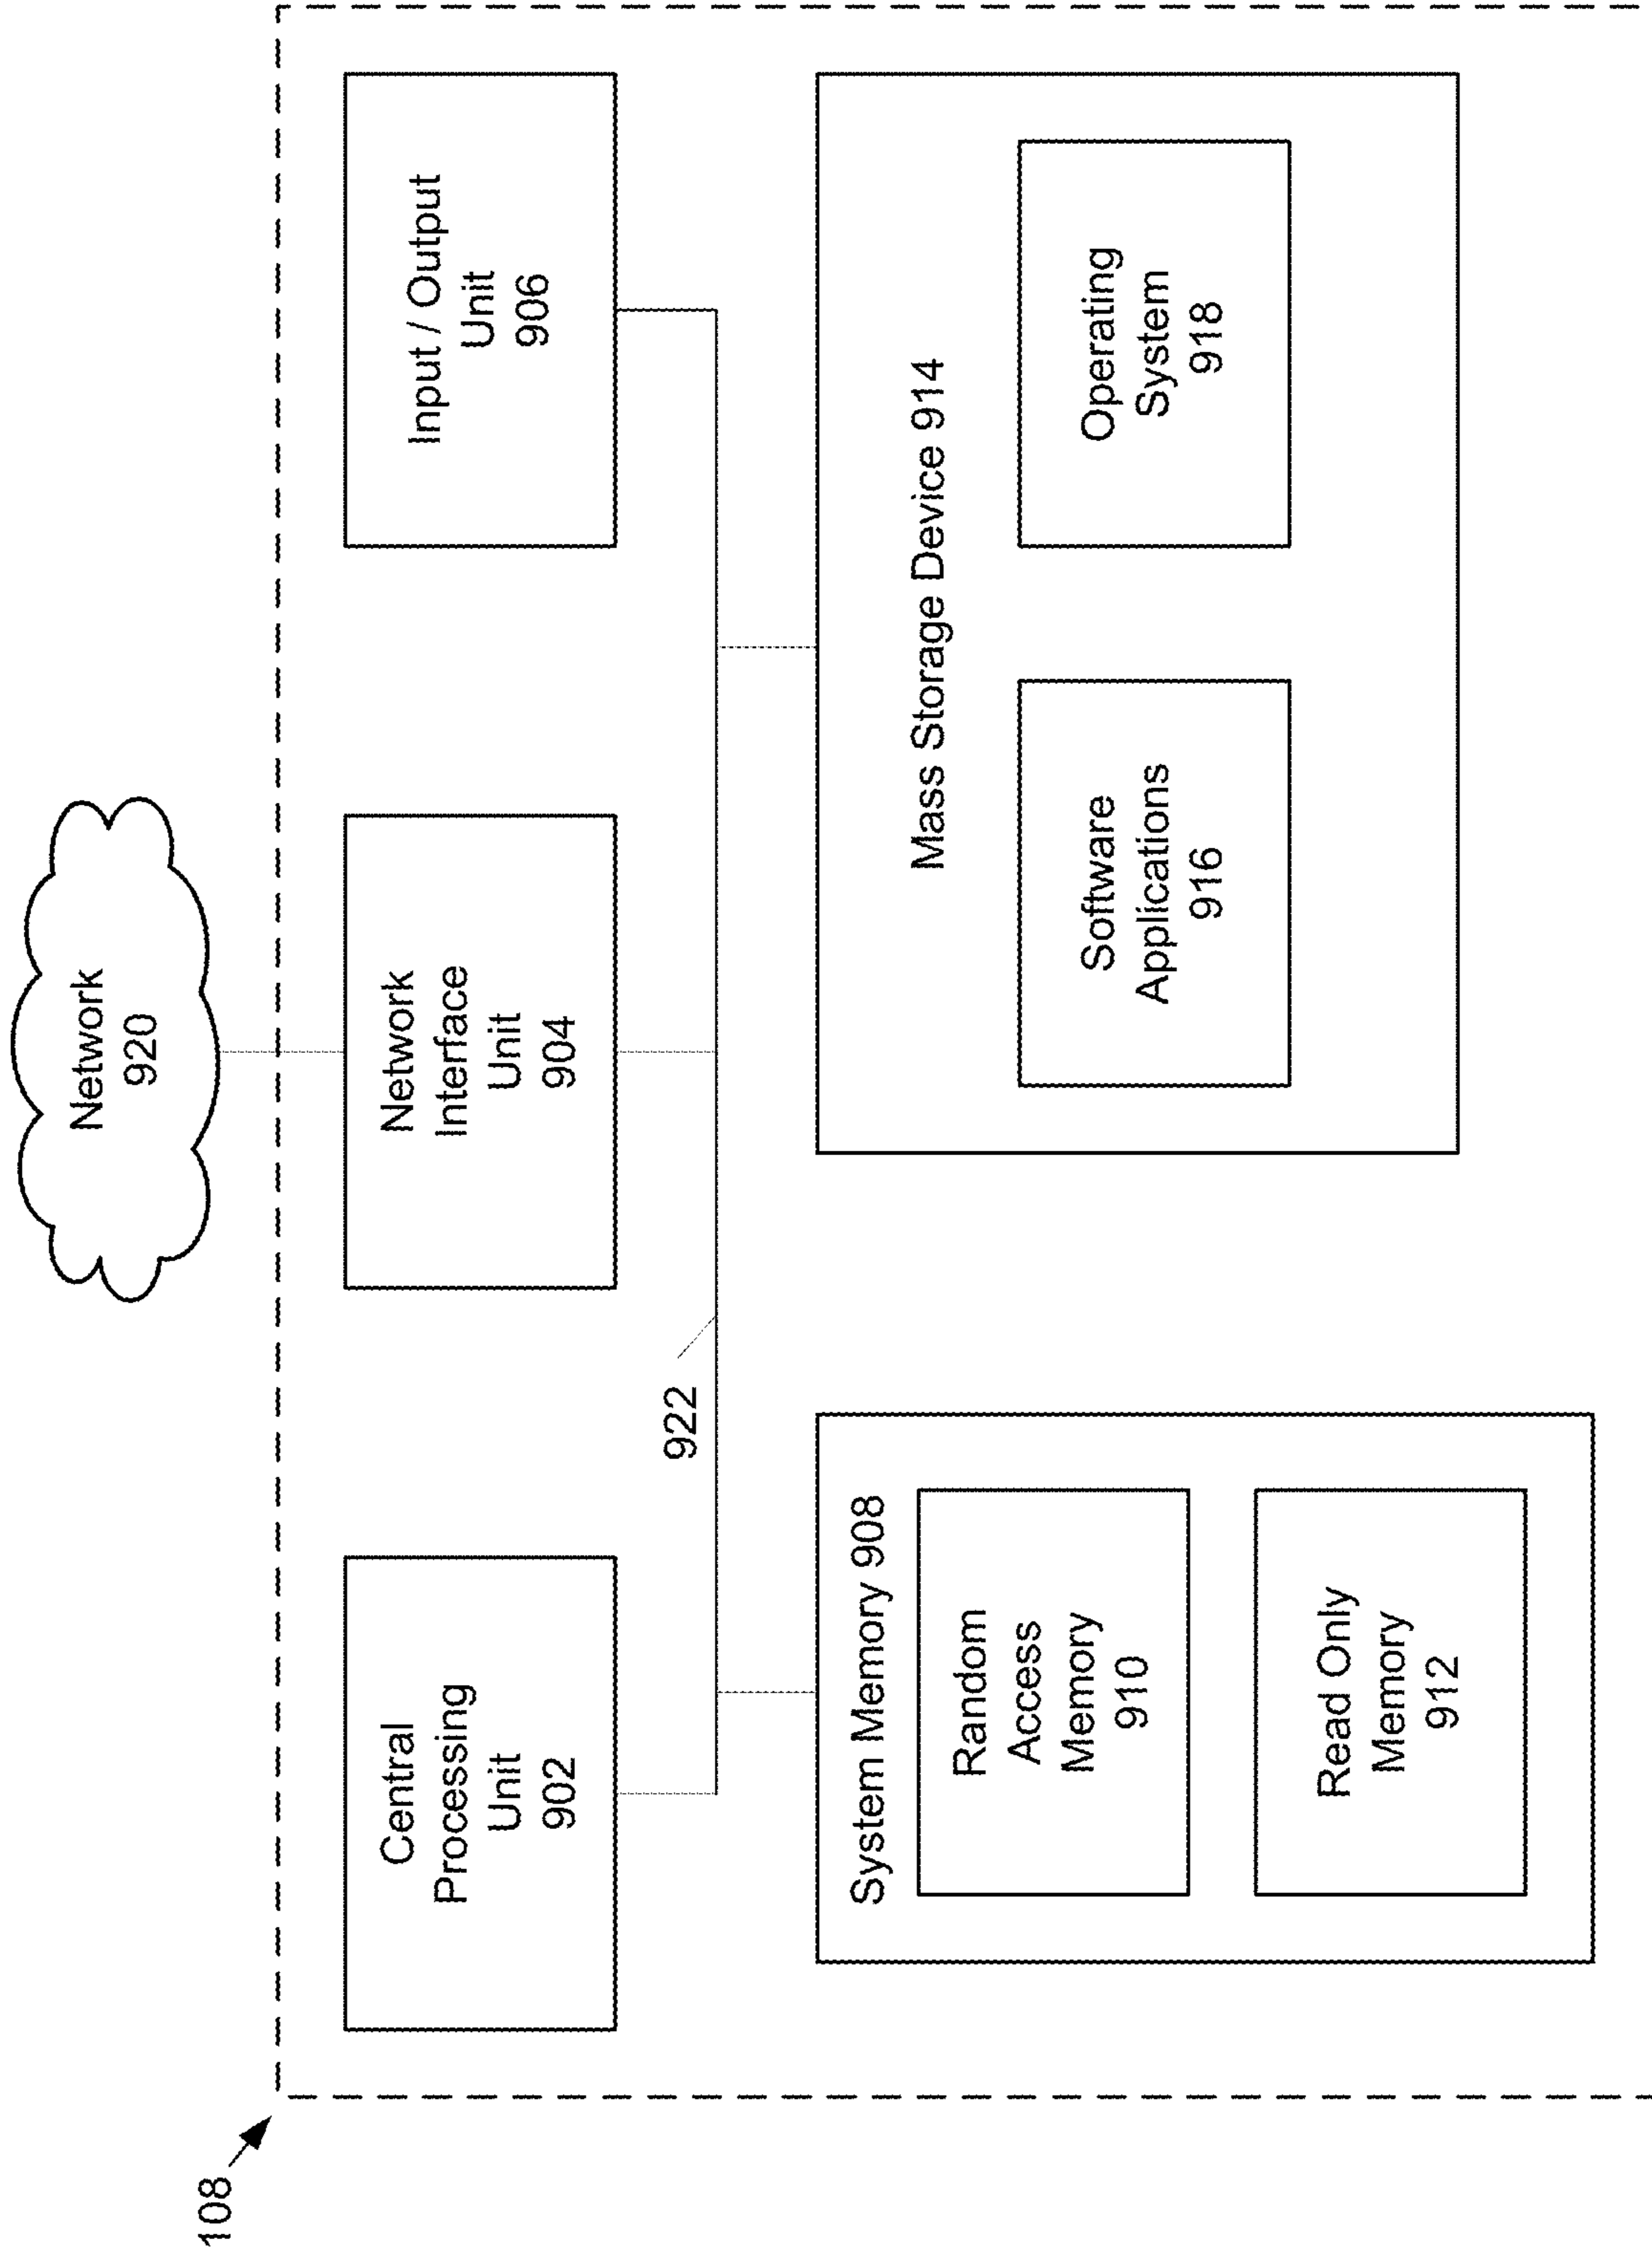 108
Network
920
Central
Processing
Unit
902
Network
Interface
Unit
904
Input / Output
Unit
906
922
System Memory 908
Random
Access
Memory
910
Read Only
Memory
912
Mass Storage Device 914
Software
Applications
916
Operating
System
918